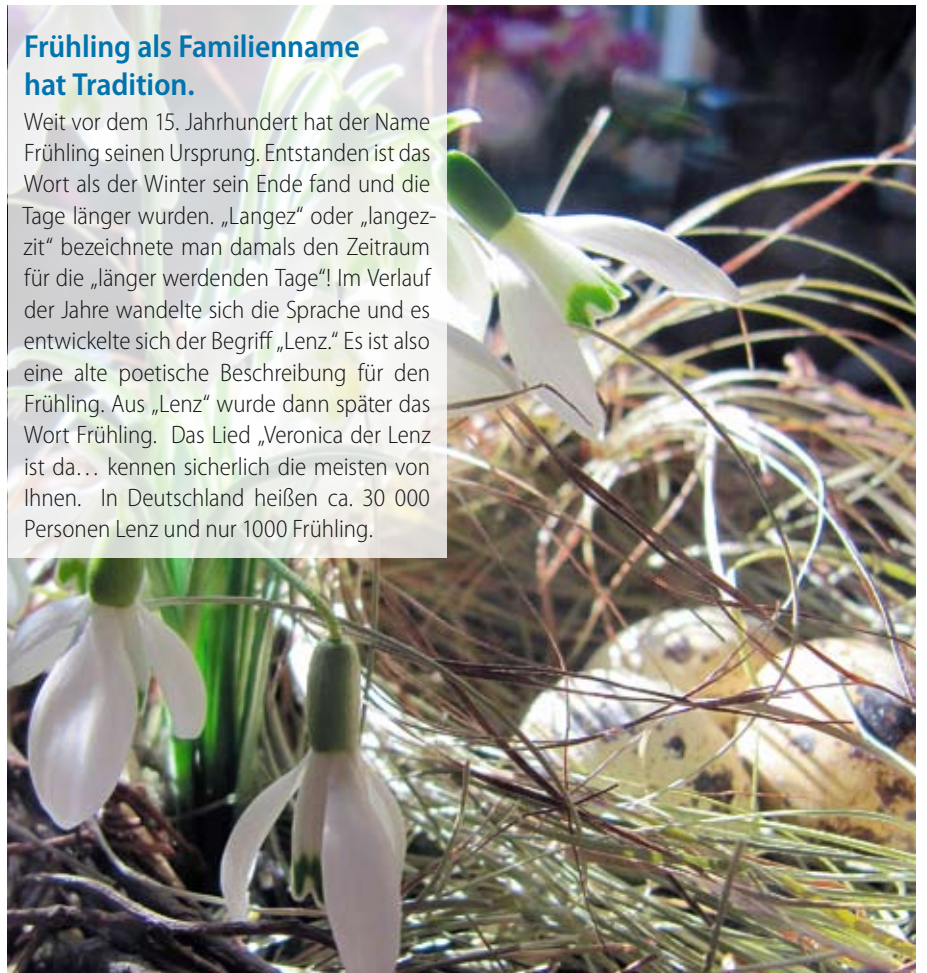 Frühling als Familienname
hat Tradition.
Weit vor dem 15. Jahrhundert hat der Name
Frühling seinen Ursprung. Entstanden ist das
Wort als der Winter sein Ende fand und die
Tage länger wurden. „Langez“ oder „langez-
zit“ bezeichnete man damals den Zeitraum
für die „länger werdenden Tage“! Im Verlauf
der Jahre wandelte sich die Sprache und es
entwickelte sich der Begriff „Lenz.“ Es ist also
eine alte poetische Beschreibung für den
Frühling. Aus „Lenz“ wurde dann später das
Wort Frühling. Das Lied „Veronica der Lenz
ist da… kennen sicherlich die meisten von
Ihnen. In Deutschland heißen ca. 30 000
Personen Lenz und nur 1000 Frühling.